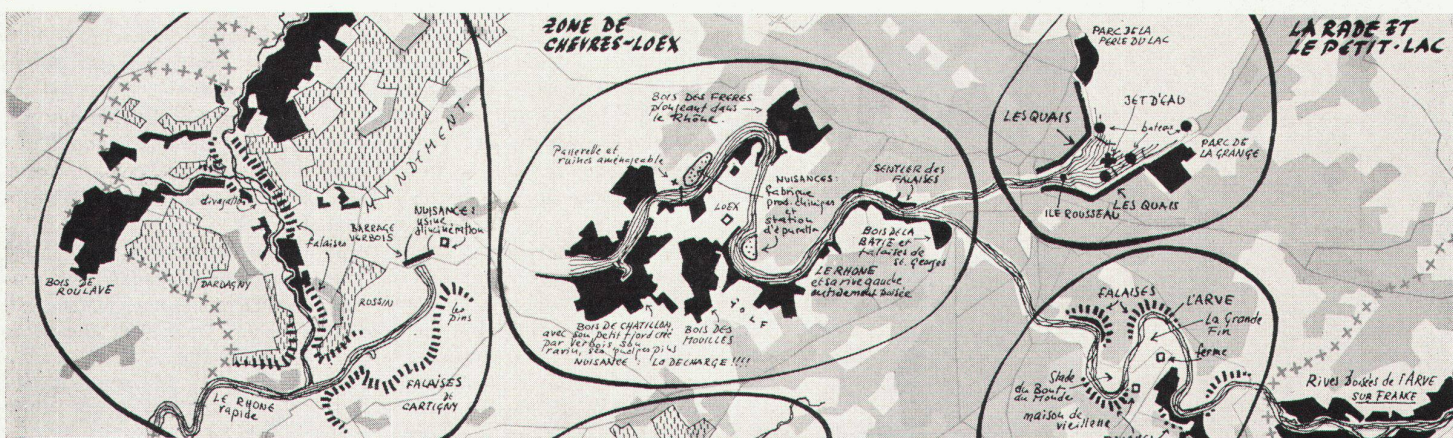 MANDEMENT.
divagation
falaises
BARRAGE
VERBOIS
NUISANCE:
usine
d'incinération
BOIS DE
ROULAVE
DARDAGNY
RUSSIN
les
pins
LE RHONE
rapide
FALAISES
DE
CARTIGNY
ZONE DE
CHEVRES-LOEX
BOIS DES FRERES
plongeant dans
le Rhône.
Passerelle et
ruines aménageable
LOEX
NUISANCES:
fabrique
prod. chimiques
et
station
d'épuration
SENTIER des
FALAISES
BOIS DE LA
BATIE et
falaises de
St. Georges
LE RHONE
et sa rive gauche
entièrement boisée
GOLF
BOIS DE CHATILLON
avec son petit fjord créé
par Verbois, son
ravin, ses quelques pins
NUISANCE: LA DECHARGE!!!!
BOIS DES
MOUILLES
LA RADE ET
LE PETIT-LAC
PARC DE LA
PERLE DU LAC
LES QUAIS
JET D'EAU
bateaux
PARC DE
LA GRANGE
LES QUAIS
ILE ROUSSEAU
FALAISES
L'ARVE
La Grande
Fin
ferme
Stade
du Bout
du Monde
maison de
vieillesse
Rives boisées de l'ARVE
SUR FRANCE